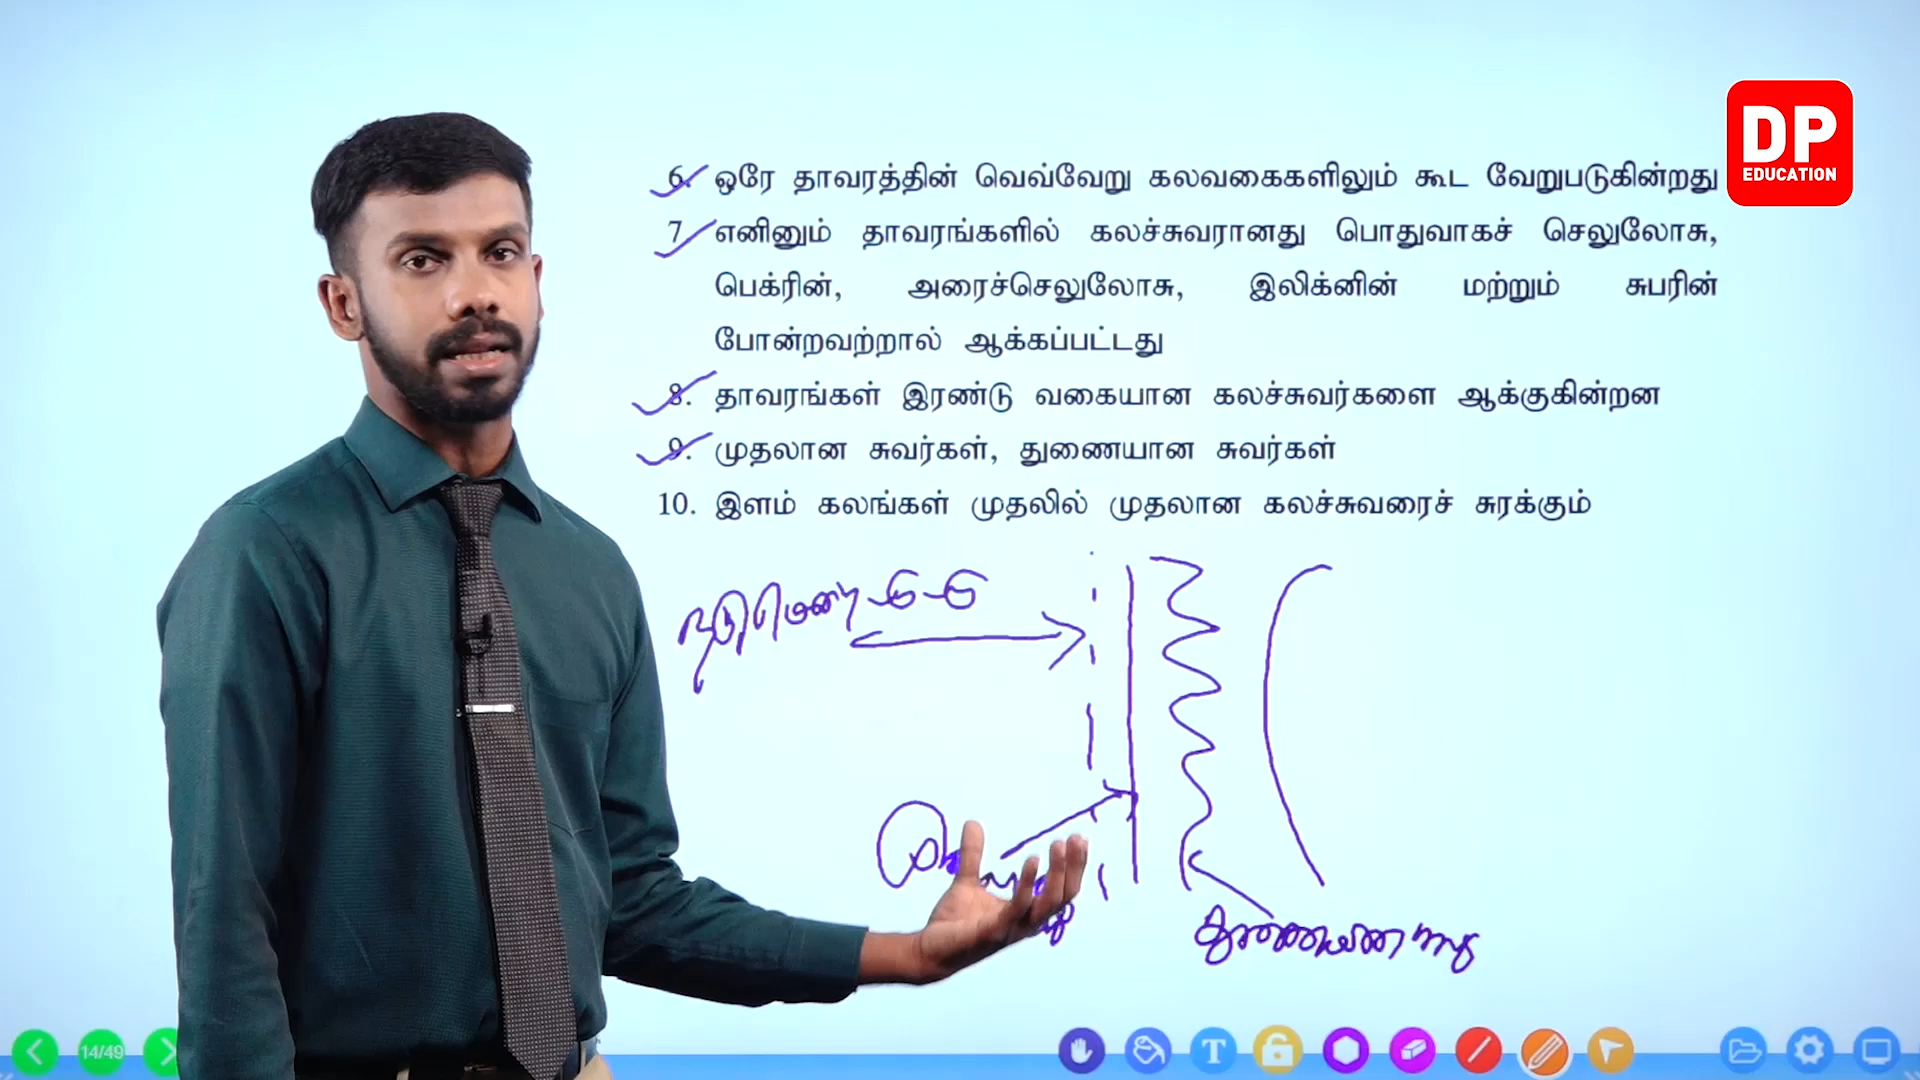 DP
EDUCATION
6. ஒரே தாவரத்தின் வெவ்வேறு கலவகைகளிலும் கூட வேறுபடுகின்றது
7 எனினும் தாவரங்களில் கலச்சுவரானது பொதுவாகச் செலுலோசு,
பெக்ரின், அரைச்செலுலோசு, இலிக்னின் மற்றும் சுபரின்
போன்றவற்றால் ஆக்கப்பட்டது
8. தாவரங்கள் இரண்டு வகையான கலச்சுவர்களை ஆக்குகின்றன
9. முதலான சுவர்கள், துணையான சுவர்கள்
10. இளம் கலங்கள் முதலில் முதலான கலச்சுவரைச் சுரக்கும்
14/49
T